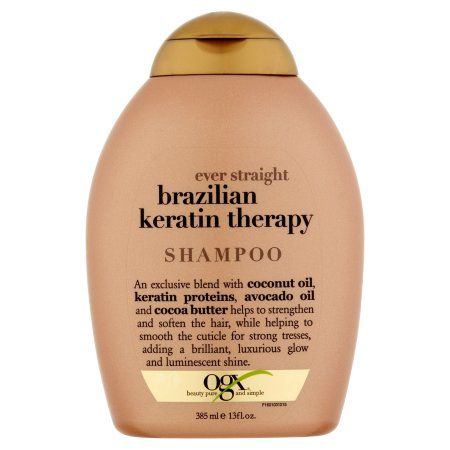 ever straight
brazilian
keratin therapy
SHAMPOO
An exclusive blend with coconut oil,
keratin proteins, avocado oil
and cocoa butter helps to strengthen
and soften the hair, while helping to
smooth the cuticle for strong tresses,
adding a brilliant, luxurious glow
and luminescent shine.
ogx
beauty pure and simple
385 ml e 13fl.oz.